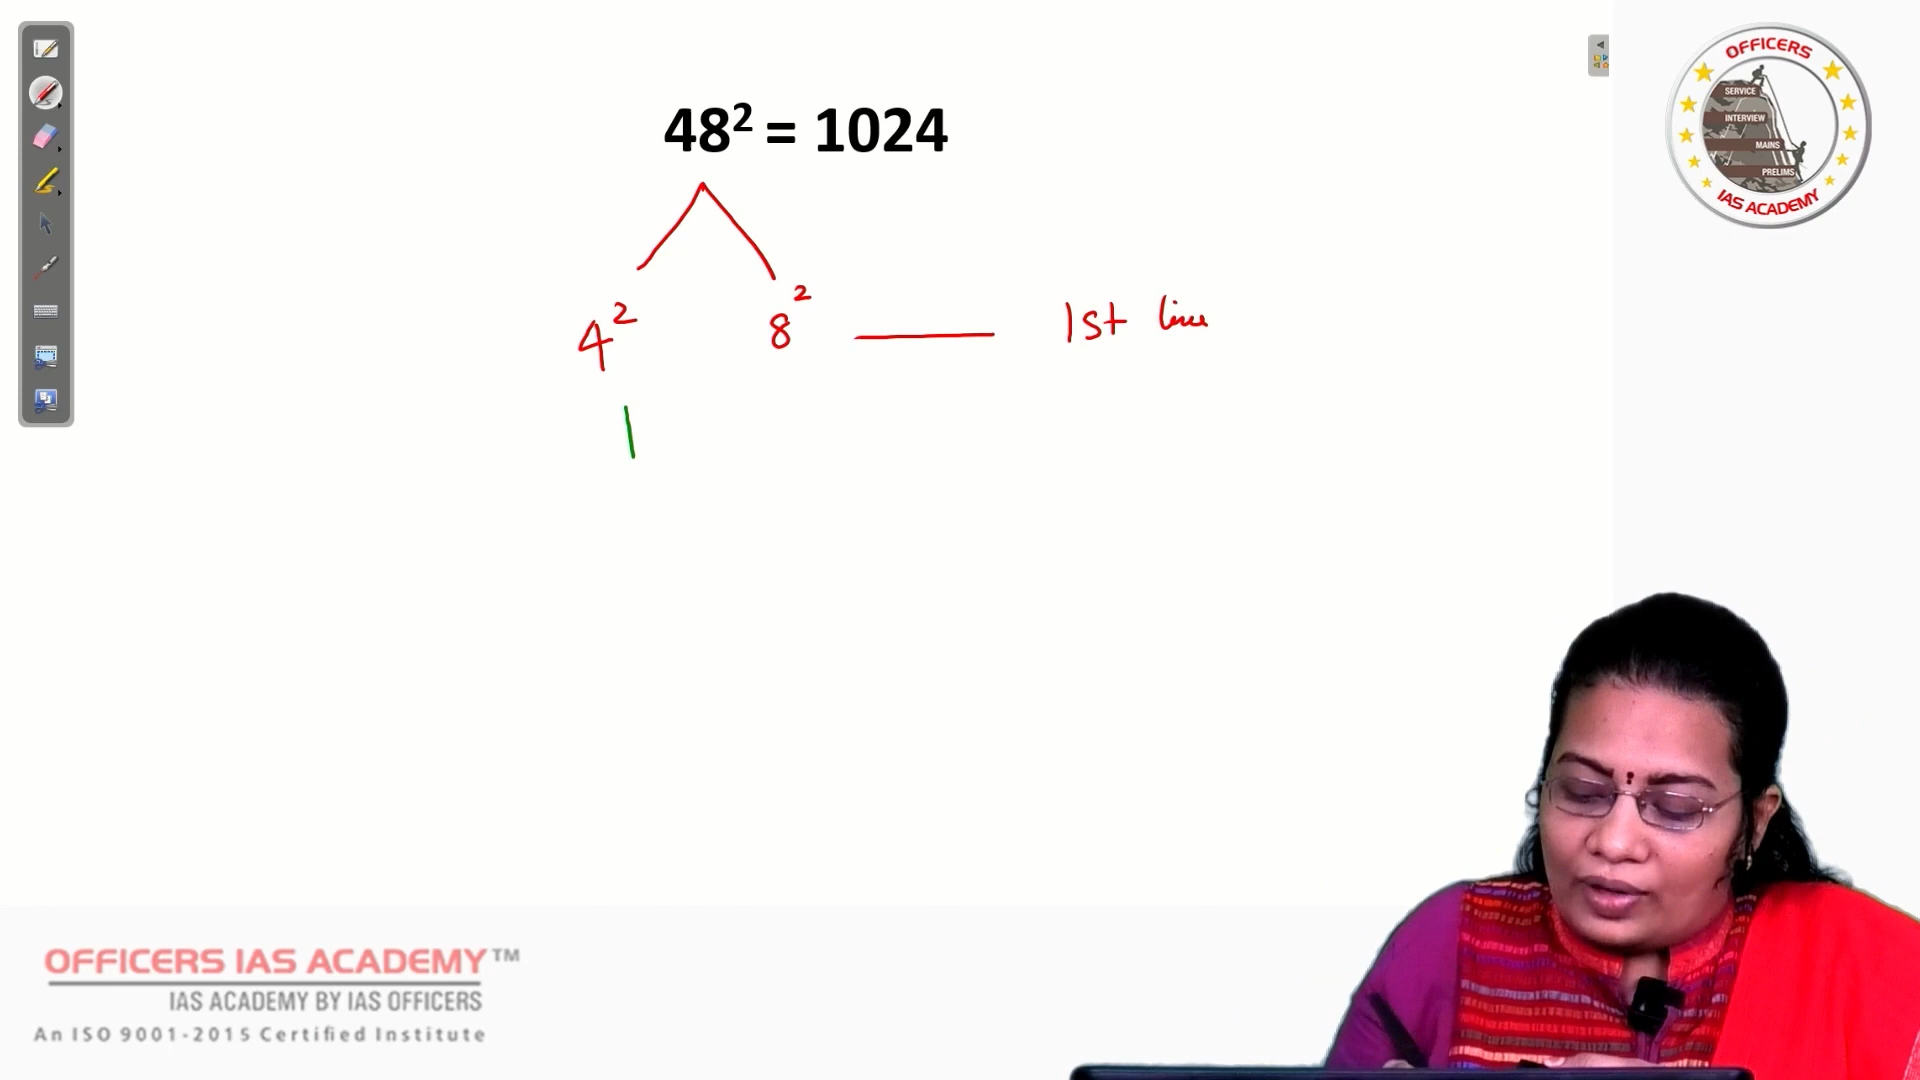 OFFICERS
SERVICE
INTERVIEW
MAINS
PRELIMS
IAS ACADEMY
48² = 1024
4² 8² 1st line
OFFICERS IAS ACADEMY™
IAS ACADEMY BY IAS OFFICERS
An ISO 9001-2015 Certified Institute